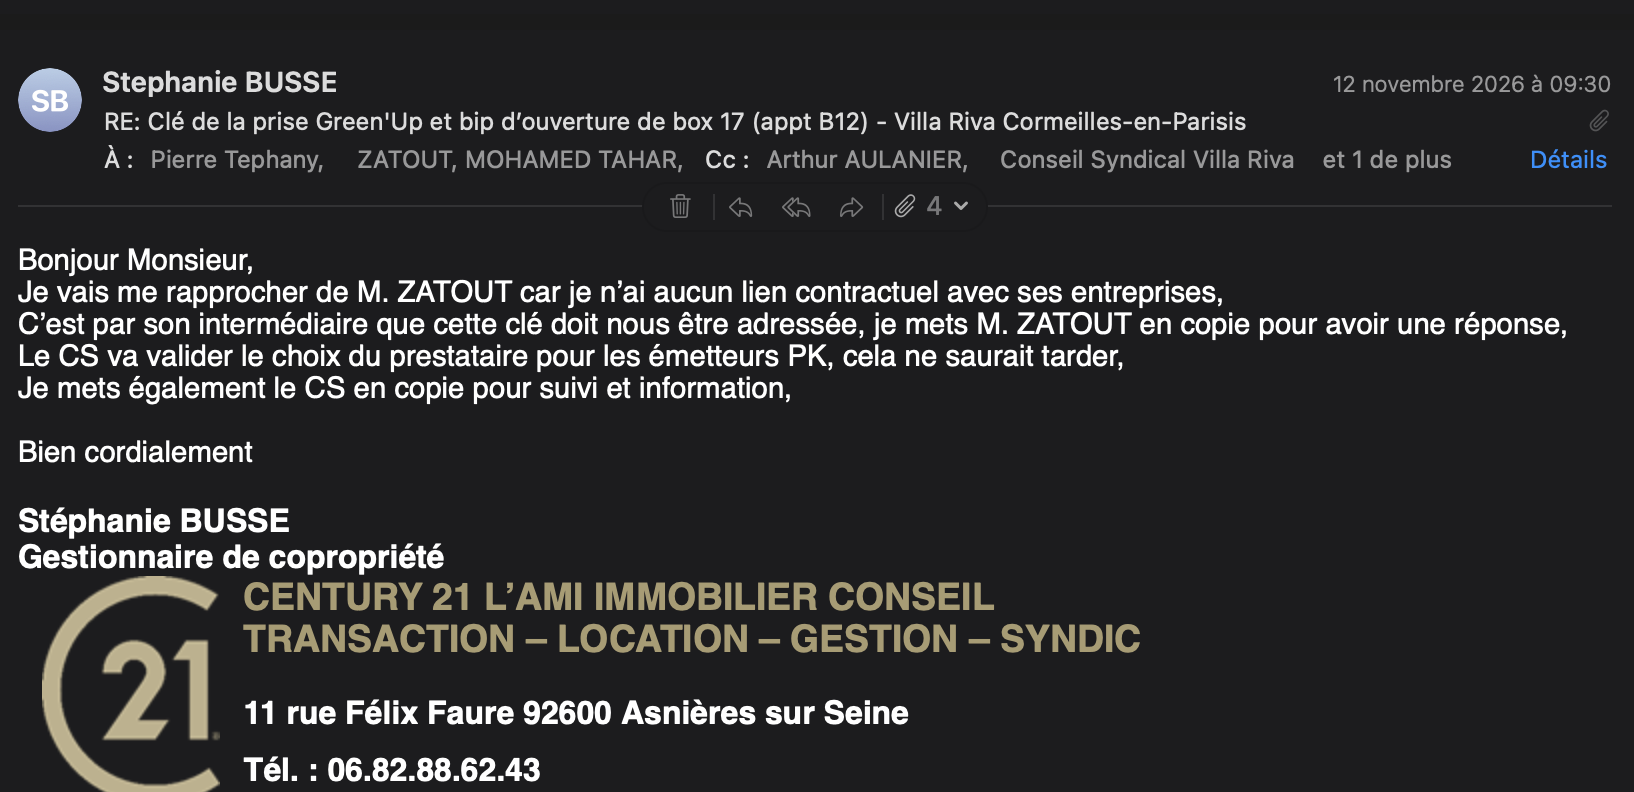 SB
Stephanie BUSSE
12 novembre 2026 à 09:30
RE: Clé de la prise Green'Up et bip d’ouverture de box 17 (appt B12) - Villa Riva Cormeilles-en-Parisis
À : Pierre Tephany, ZATOUT, MOHAMED TAHAR, Cc : Arthur AULANIER, Conseil Syndical Villa Riva et 1 de plus Détails
4
Bonjour Monsieur,
Je vais me rapprocher de M. ZATOUT car je n’ai aucun lien contractuel avec ses entreprises,
C’est par son intermédiaire que cette clé doit nous être adressée, je mets M. ZATOUT en copie pour avoir une réponse,
Le CS va valider le choix du prestataire pour les émetteurs PK, cela ne saurait tarder,
Je mets également le CS en copie pour suivi et information,
Bien cordialement
Stéphanie BUSSE
Gestionnaire de copropriété
C21
CENTURY 21 L’AMI IMMOBILIER CONSEIL
TRANSACTION – LOCATION – GESTION – SYNDIC
11 rue Félix Faure 92600 Asnières sur Seine
Tél. : 06.82.88.62.43